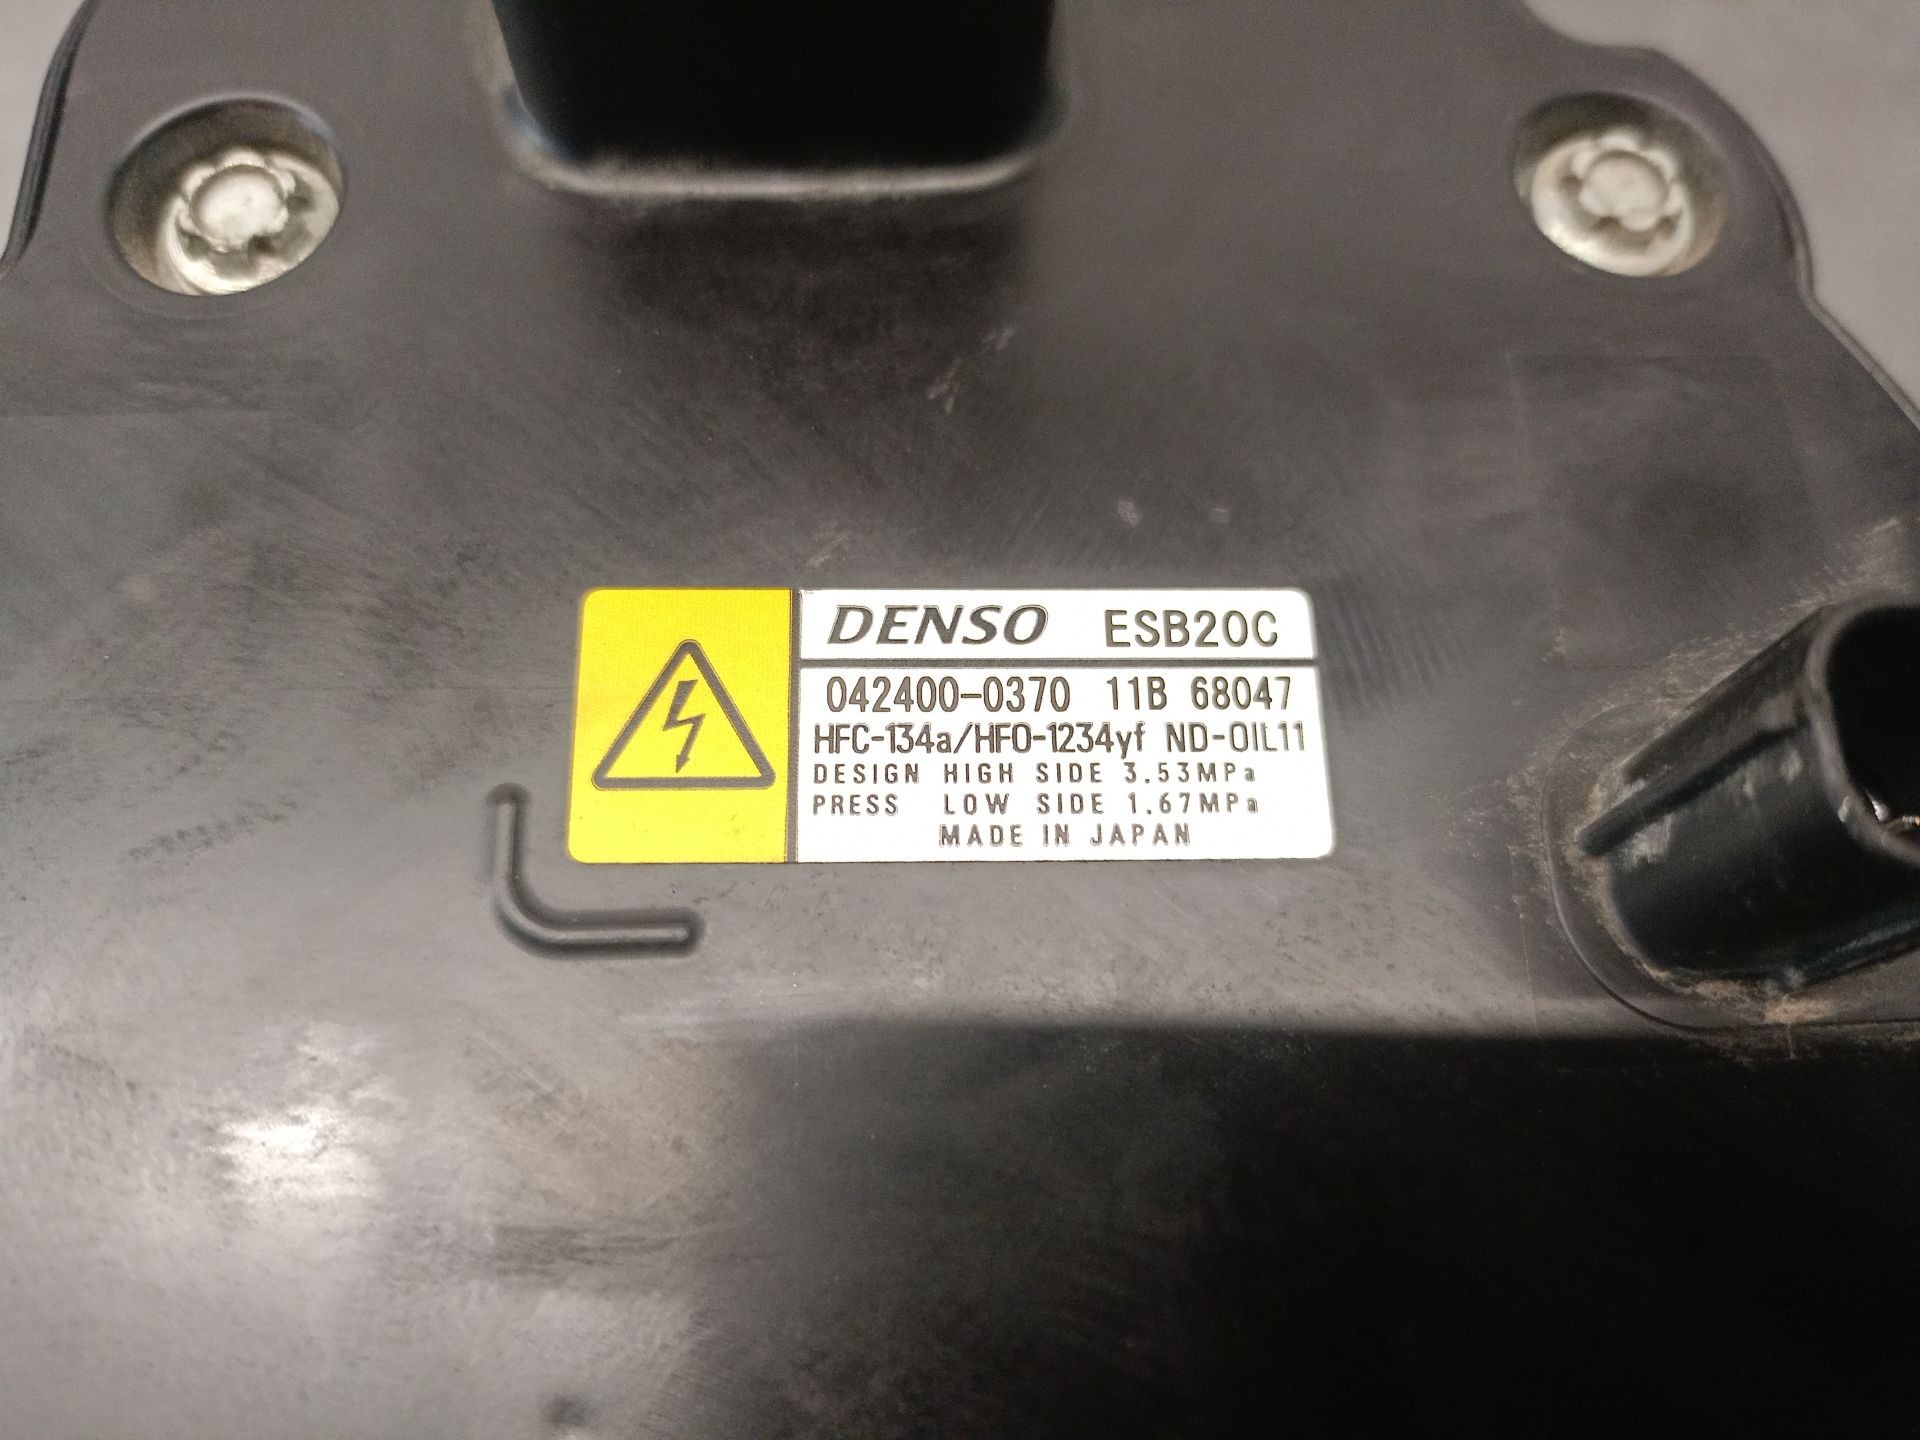 DENSO ESB20C
042400-0370 11B 68047
HFC-134a/HFO-1234yf ND-OIL11
DESIGN HIGH SIDE 3.53MPa
PRESS LOW SIDE 1.67MPa
MADE IN JAPAN